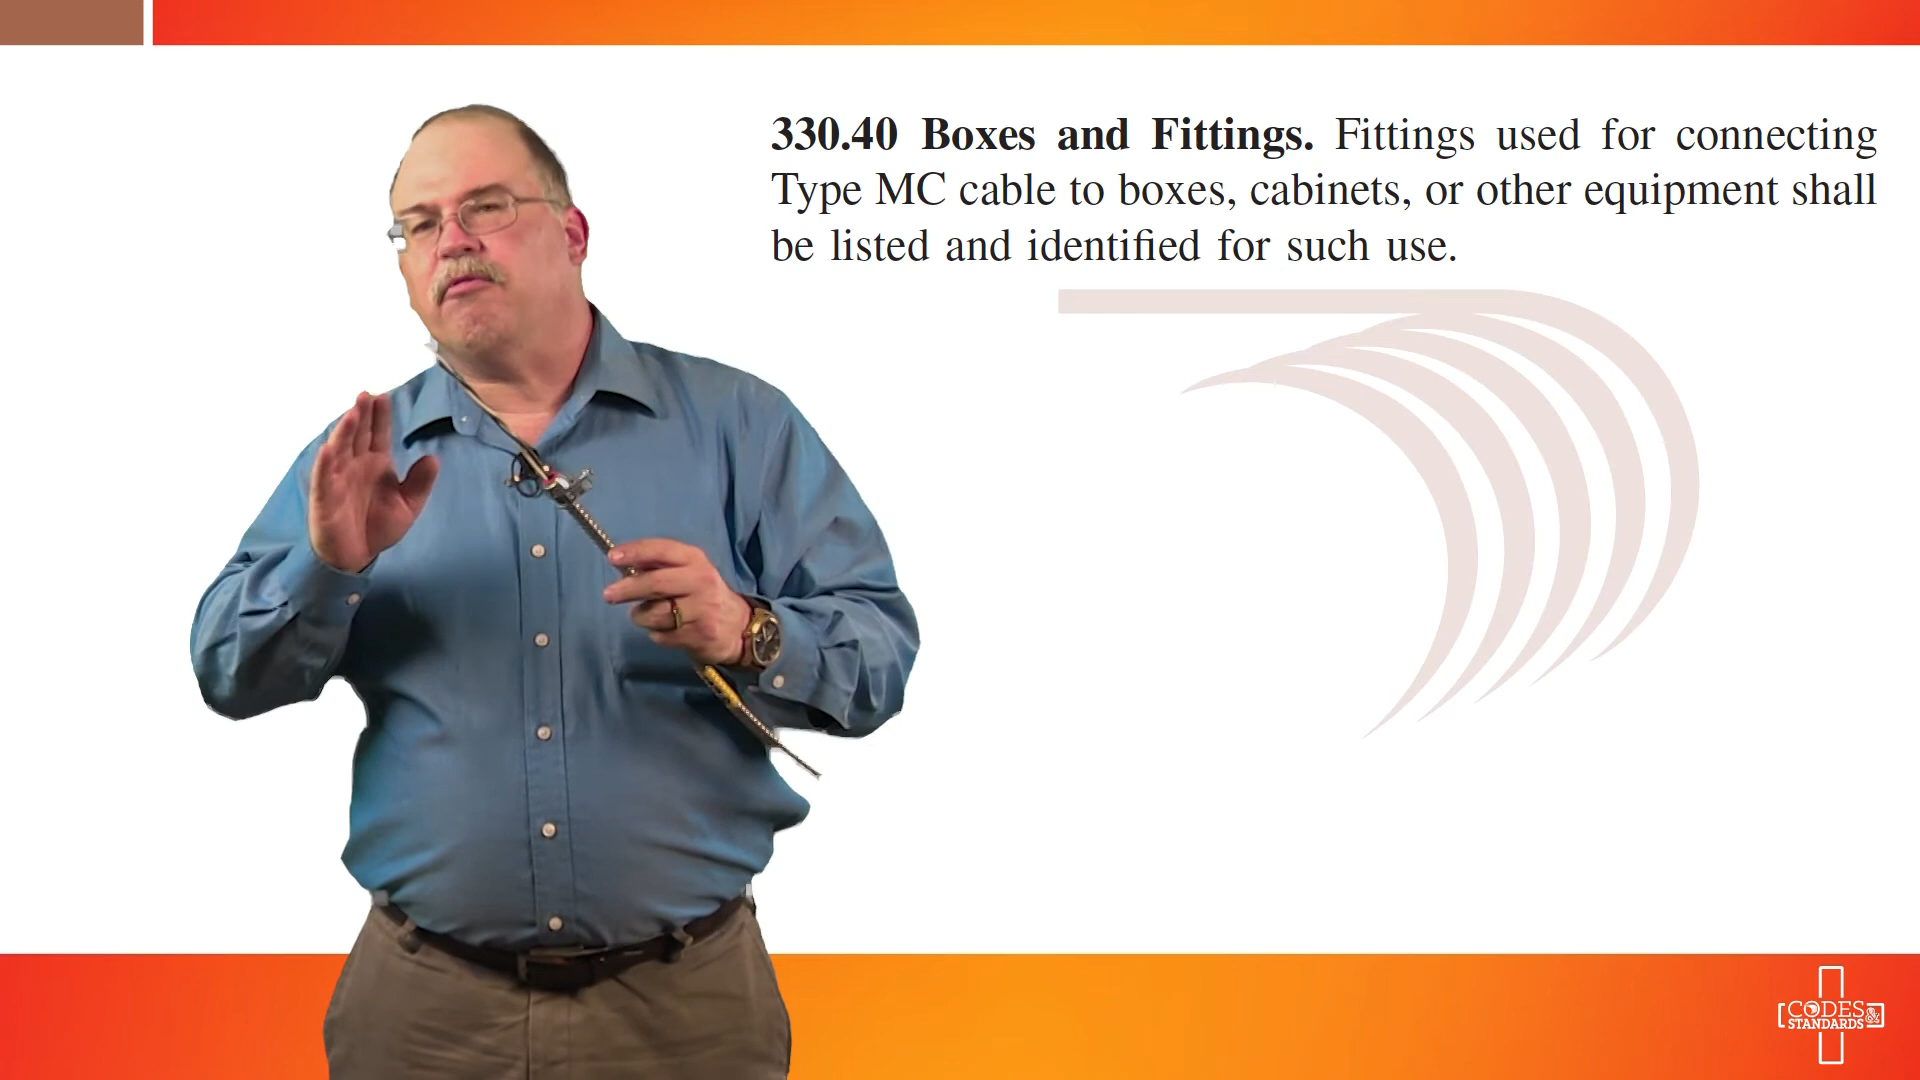 330.40 Boxes and Fittings. Fittings used for connecting
Type MC cable to boxes, cabinets, or other equipment shall
be listed and identified for such use.
CODES&
STANDARDS